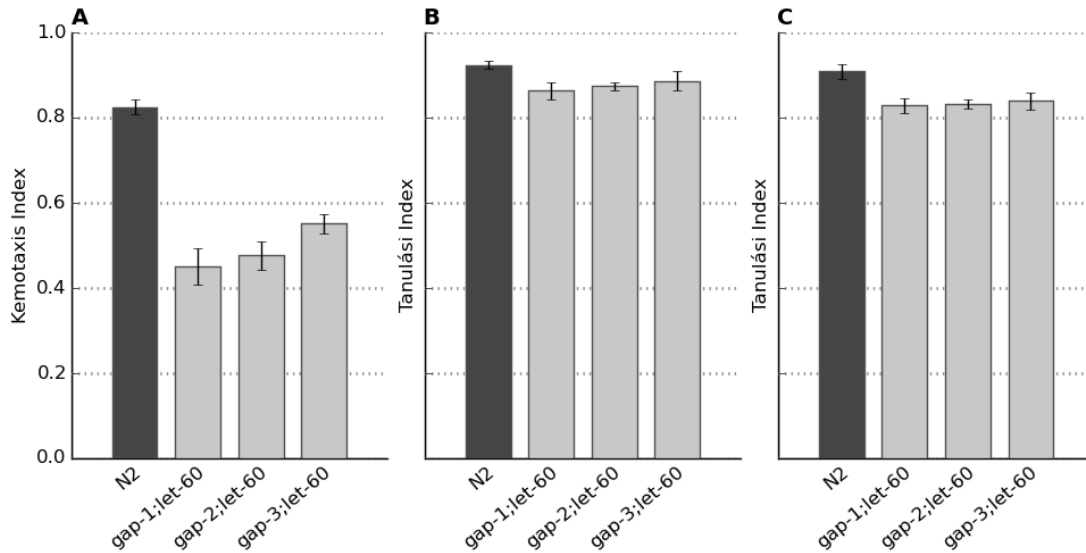 A
B
C
1.0
0.8
0.6
0.4
0.2
0.0
Kemotaxis Index
Tanulási Index
Tanulási Index
N2
gap-1;let-60
gap-2;let-60
gap-3;let-60
N2
gap-1;let-60
gap-2;let-60
gap-3;let-60
N2
gap-1;let-60
gap-2;let-60
gap-3;let-60